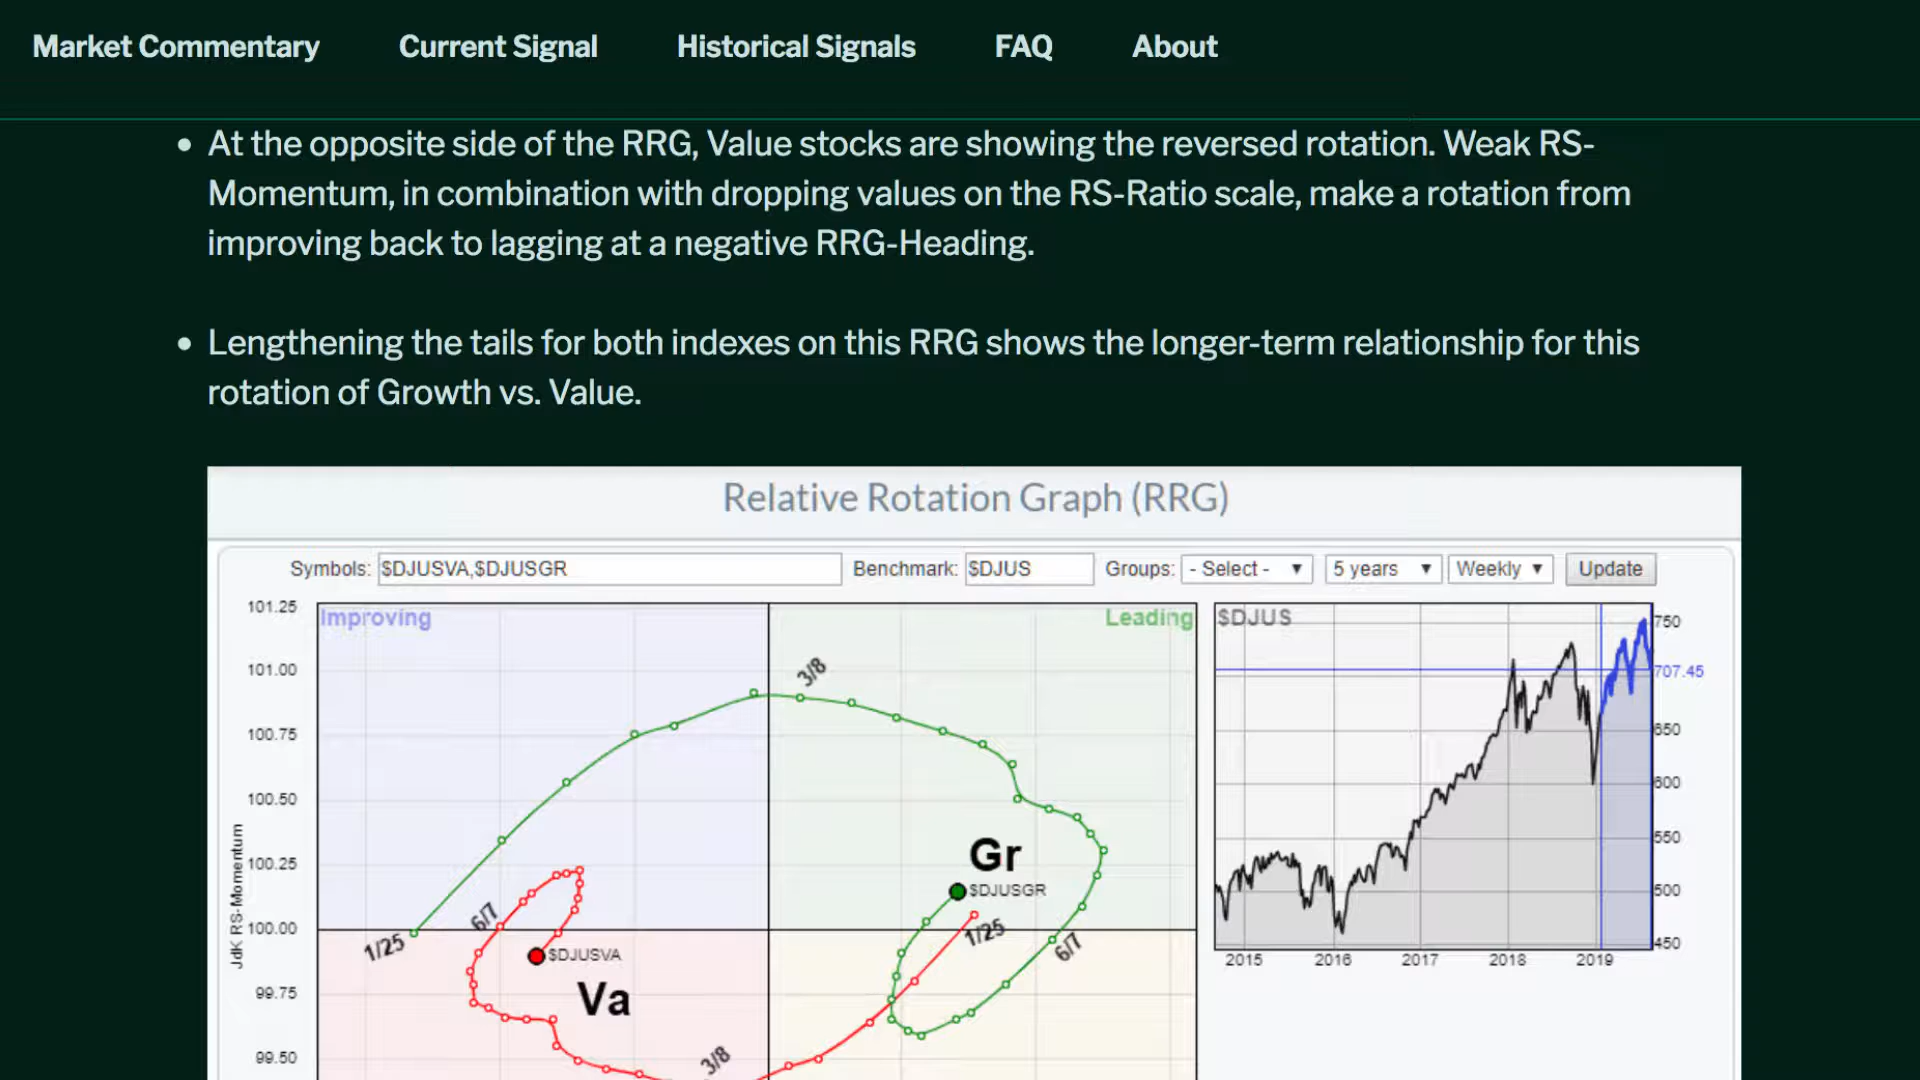 Market Commentary Current Signal Historical Signals FAQ About
• At the opposite side of the RRG, Value stocks are showing the reversed rotation. Weak RS-
Momentum, in combination with dropping values on the RS-Ratio scale, make a rotation from
improving back to lagging at a negative RRG-Heading.
• Lengthening the tails for both indexes on this RRG shows the longer-term relationship for this
rotation of Growth vs. Value.
Relative Rotation Graph (RRG)
Symbols: $DJUSVA,$DJUSGR Benchmark: $DJUS Groups: - Select - 5 years Weekly Update
101.25
Improving
Leading
$DJUS
750
101.00
3/8
707.45
100.75
650
100.50
600
550
Gr
100.25
$DJUSGR
500
6/7
100.00
1/25
1/25
6/7
450
$DJUSVA
2015 2016 2017 2018 2019
JdK RS-Momentum
99.75
Va
99.50
3/8